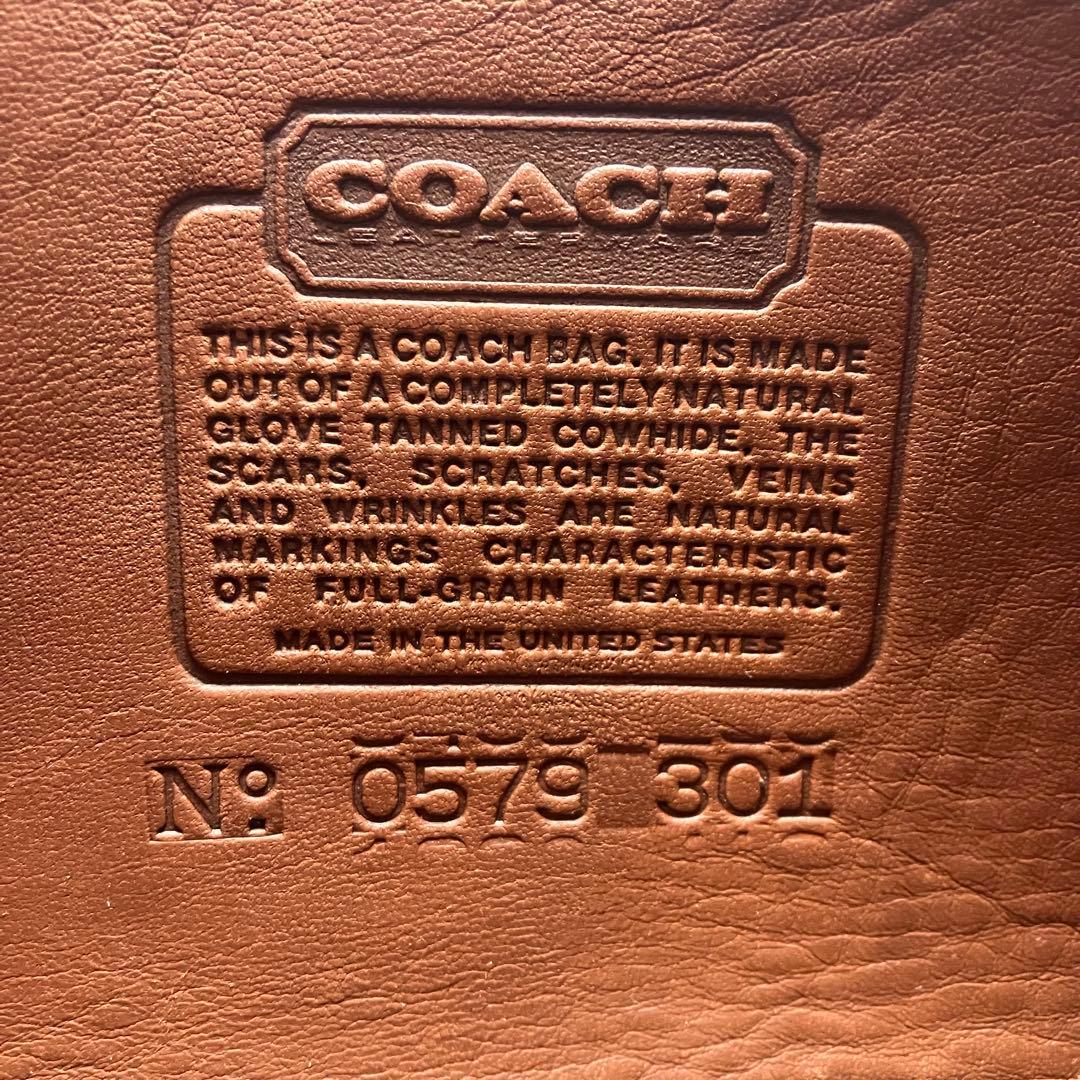 COACH
LEATHERWARE
THIS IS A COACH BAG. IT IS MADE
OUT OF A COMPLETELY NATURAL
GLOVE TANNED COWHIDE, THE
SCARS, SCRATCHES, VEINS
AND WRINKLES ARE NATURAL
MARKINGS CHARACTERISTIC
OF FULL-GRAIN LEATHERS.
MADE IN THE UNITED STATES
Nº 0579 301